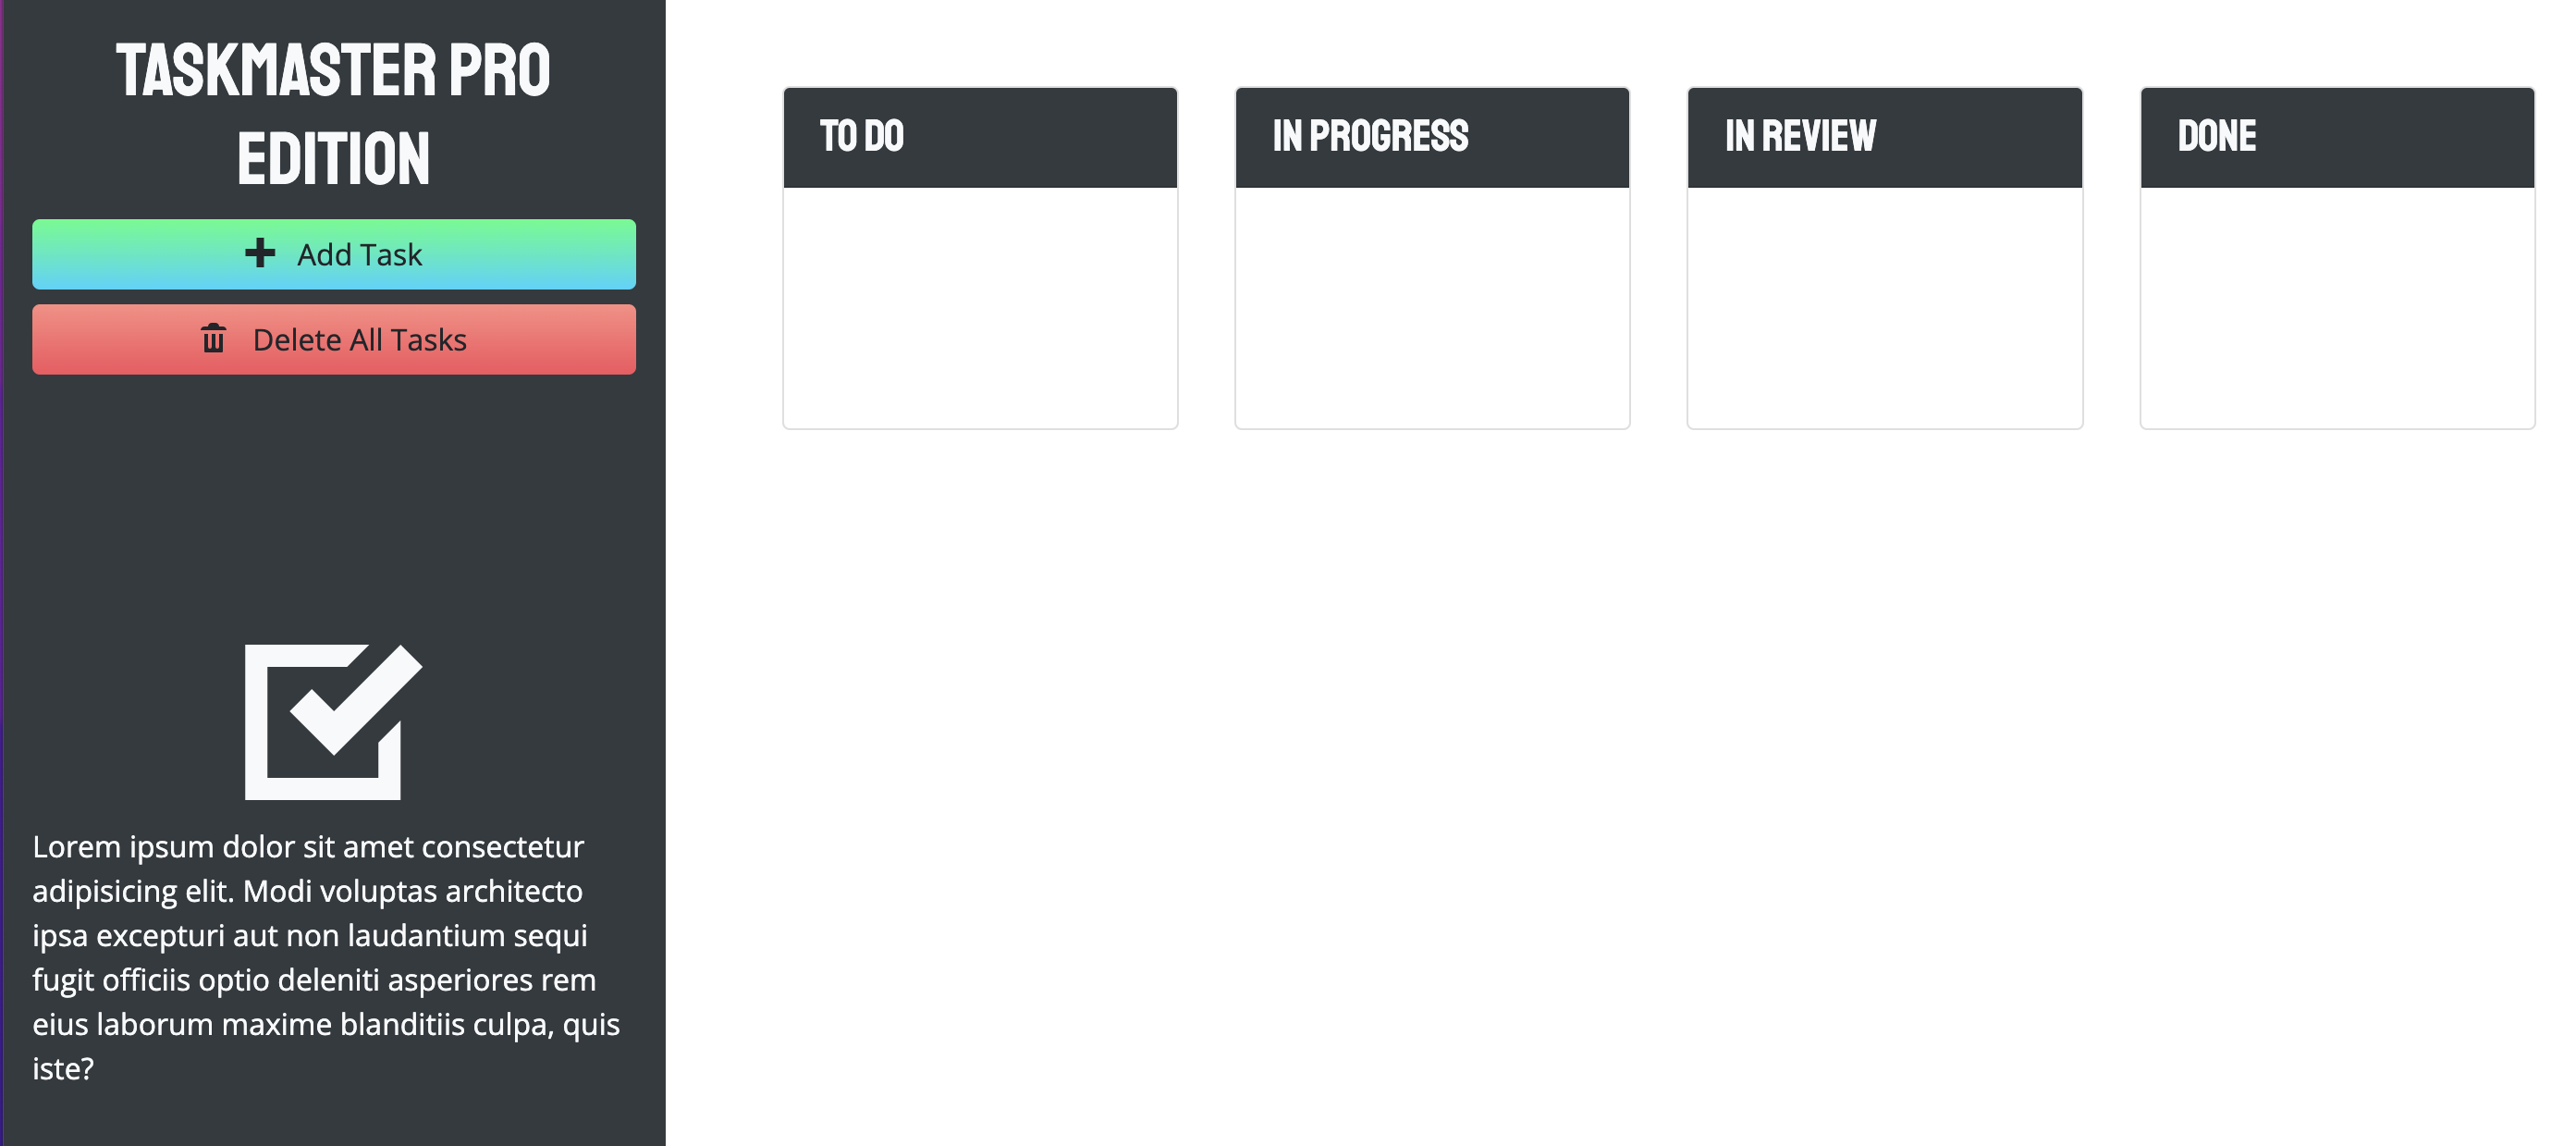 TASKMASTER PRO
EDITION
Add Task
Delete All Tasks
Lorem ipsum dolor sit amet consectetur
adipisicing elit. Modi voluptas architecto
ipsa excepturi aut non laudantium sequi
fugit officiis optio deleniti asperiores rem
eius laborum maxime blanditiis culpa, quis
iste?
TO DO
IN PROGRESS
IN REVIEW
DONE